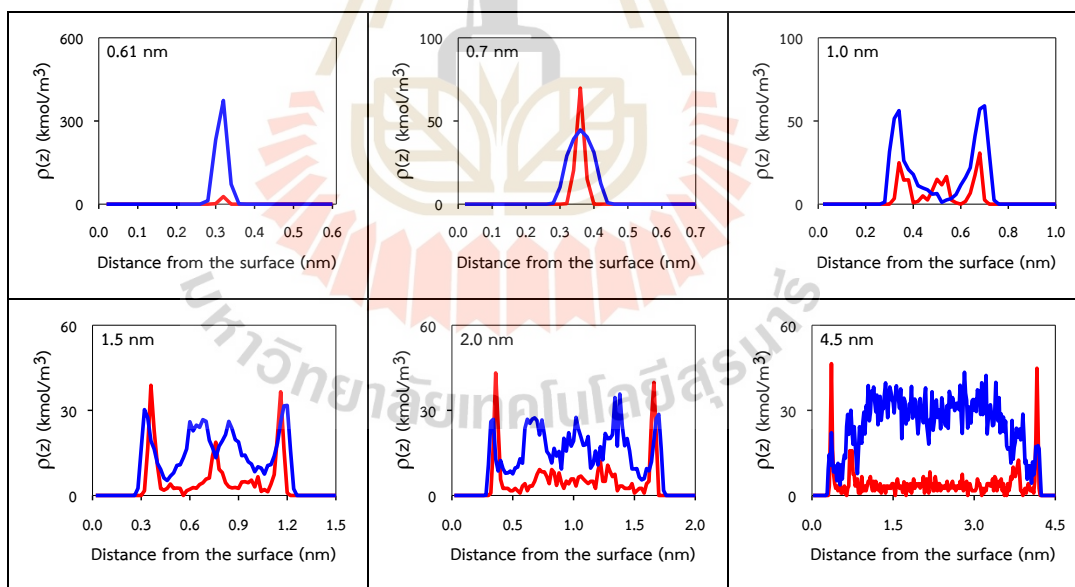 0.61 nm
600
300
0
ρ(z) (kmol/m³)
0.0 0.1 0.2 0.3 0.4 0.5 0.6
Distance from the surface (nm)
0.7 nm
100
50
0
ρ(z) (kmol/m³)
0.0 0.1 0.2 0.3 0.4 0.5 0.6 0.7
Distance from the surface (nm)
1.0 nm
100
50
0
ρ(z) (kmol/m³)
0.0 0.2 0.4 0.6 0.8 1.0
Distance from the surface (nm)
1.5 nm
60
30
0
ρ(z) (kmol/m³)
0.0 0.3 0.6 0.9 1.2 1.5
Distance from the surface (nm)
2.0 nm
60
30
0
ρ(z) (kmol/m³)
0.0 0.5 1.0 1.5 2.0
Distance from the surface (nm)
4.5 nm
60
30
0
ρ(z) (kmol/m³)
0.0 1.5 3.0 4.5
Distance from the surface (nm)
มหาวิทยาลัยเทคโนโลยีสุรนารี